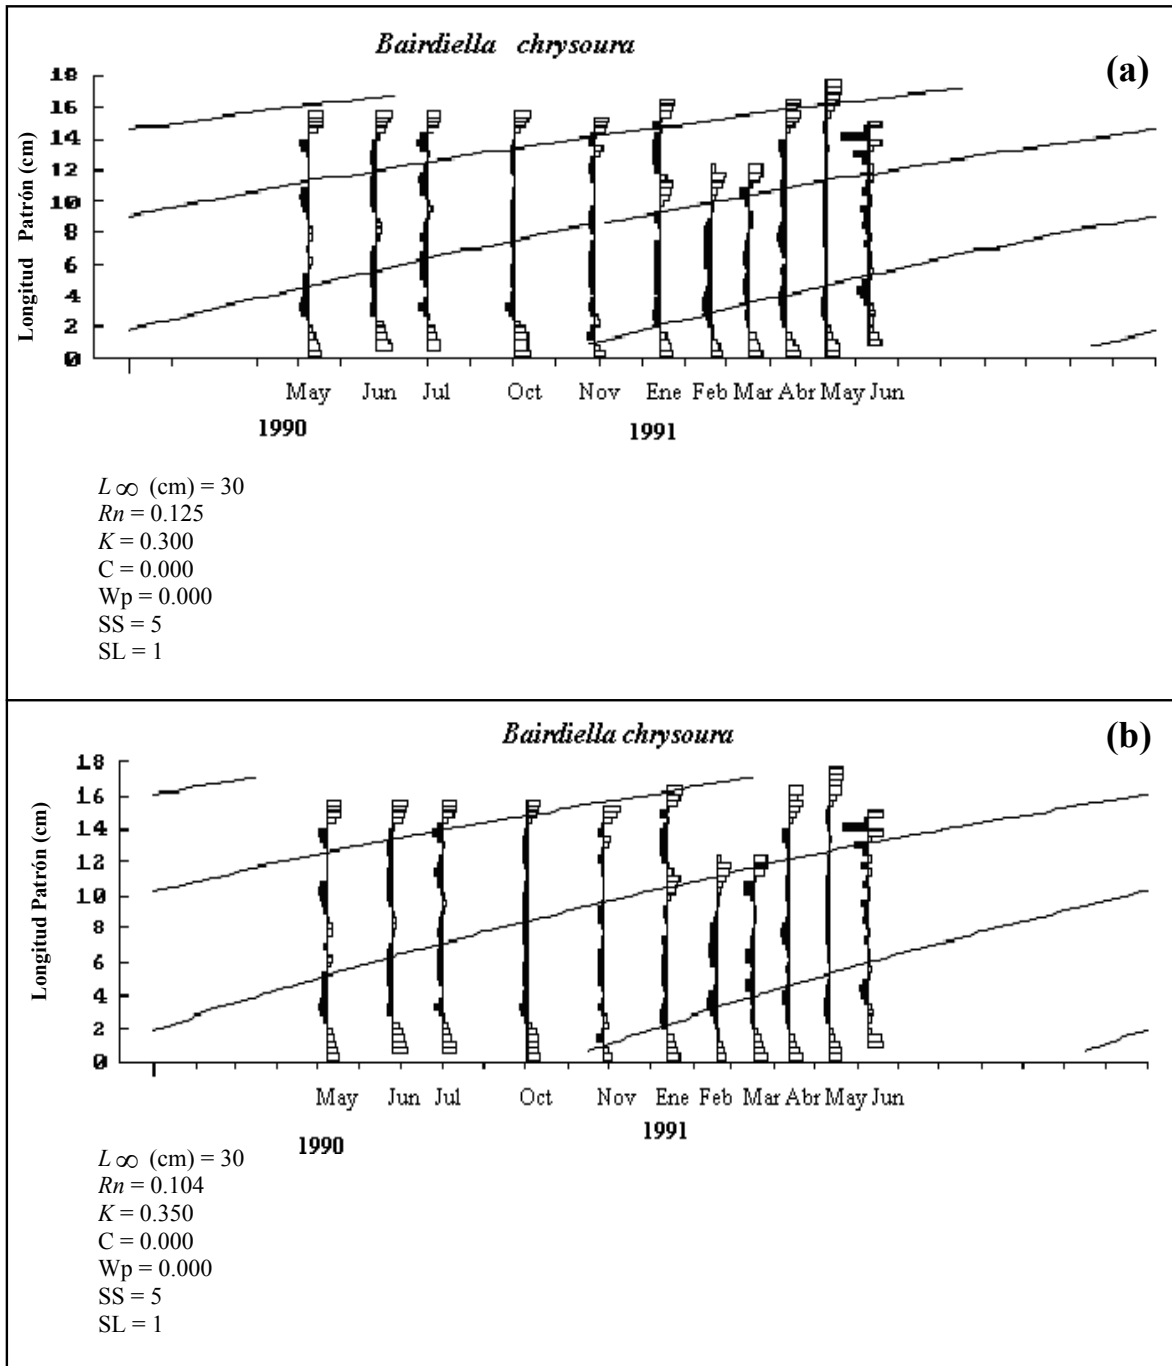 Bairdiella chrysoura
(a)
Longitud Patrón (cm)
18
16
14
12
10
8
6
4
2
0
May Jun Jul Oct Nov Ene Feb Mar Abr May Jun
1990 1991
L∞ (cm) = 30
Rn = 0.125
K = 0.300
C = 0.000
Wp = 0.000
SS = 5
SL = 1
Bairdiella chrysoura
(b)
Longitud Patrón (cm)
18
16
14
12
10
8
6
4
2
0
May Jun Jul Oct Nov Ene Feb Mar Abr May Jun
1990 1991
L∞ (cm) = 30
Rn = 0.104
K = 0.350
C = 0.000
Wp = 0.000
SS = 5
SL = 1